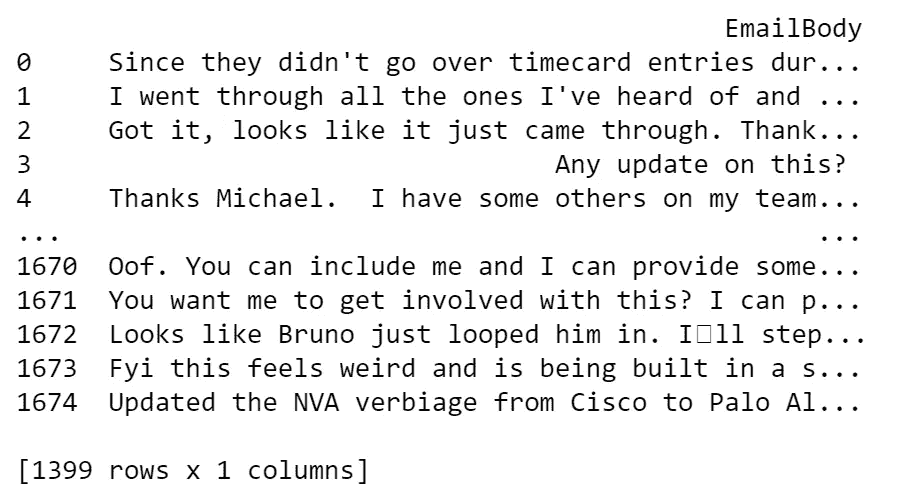 EmailBody
0 Since they didn't go over timecard entries dur...
1 I went through all the ones I've heard of and ...
2 Got it, looks like it just came through. Thank...
3 Any update on this?
4 Thanks Michael.  I have some others on my team...
... ...
1670 Oof. You can include me and I can provide some...
1671 You want me to get involved with this? I can p...
1672 Looks like Bruno just looped him in. I□ll step...
1673 Fyi this feels weird and is being built in a s...
1674 Updated the NVA verbiage from Cisco to Palo Al...
[1399 rows x 1 columns]